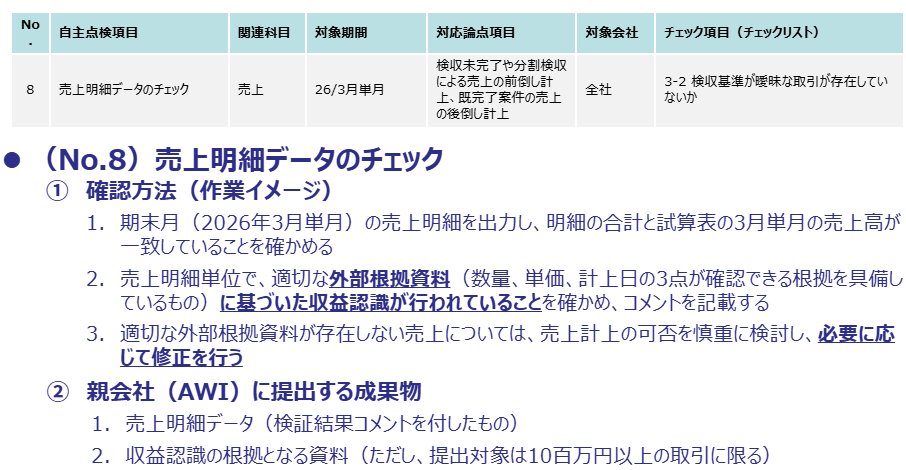 No
.
自主点検項目
関連科目
対象期間
対応論点項目
対象会社
チェック項目（チェックリスト）
8
売上明細データのチェック
売上
26/3月単月
検収未完了や分割検収
による売上の前倒し計
上、既完了案件の売上
の後倒し計上
全社
3-2 検収基準が曖昧な取引が存在してい
ないか
● （No.8）売上明細データのチェック
① 確認方法（作業イメージ）
1. 期末月（2026年3月単月）の売上明細を出力し、明細の合計と試算表の3月単月の売上高が
一致していることを確かめる
2. 売上明細単位で、適切な外部根拠資料（数量、単価、計上日の3点が確認できる根拠を具備し
ているもの）に基づいた収益認識が行われていることを確かめ、コメントを記載する
3. 適切な外部根拠資料が存在しない売上については、売上計上の可否を慎重に検討し、必要に応
じて修正を行う
② 親会社（AWI）に提出する成果物
1. 売上明細データ（検証結果コメントを付したもの）
2. 収益認識の根拠となる資料（ただし、提出対象は10百万円以上の取引に限る）